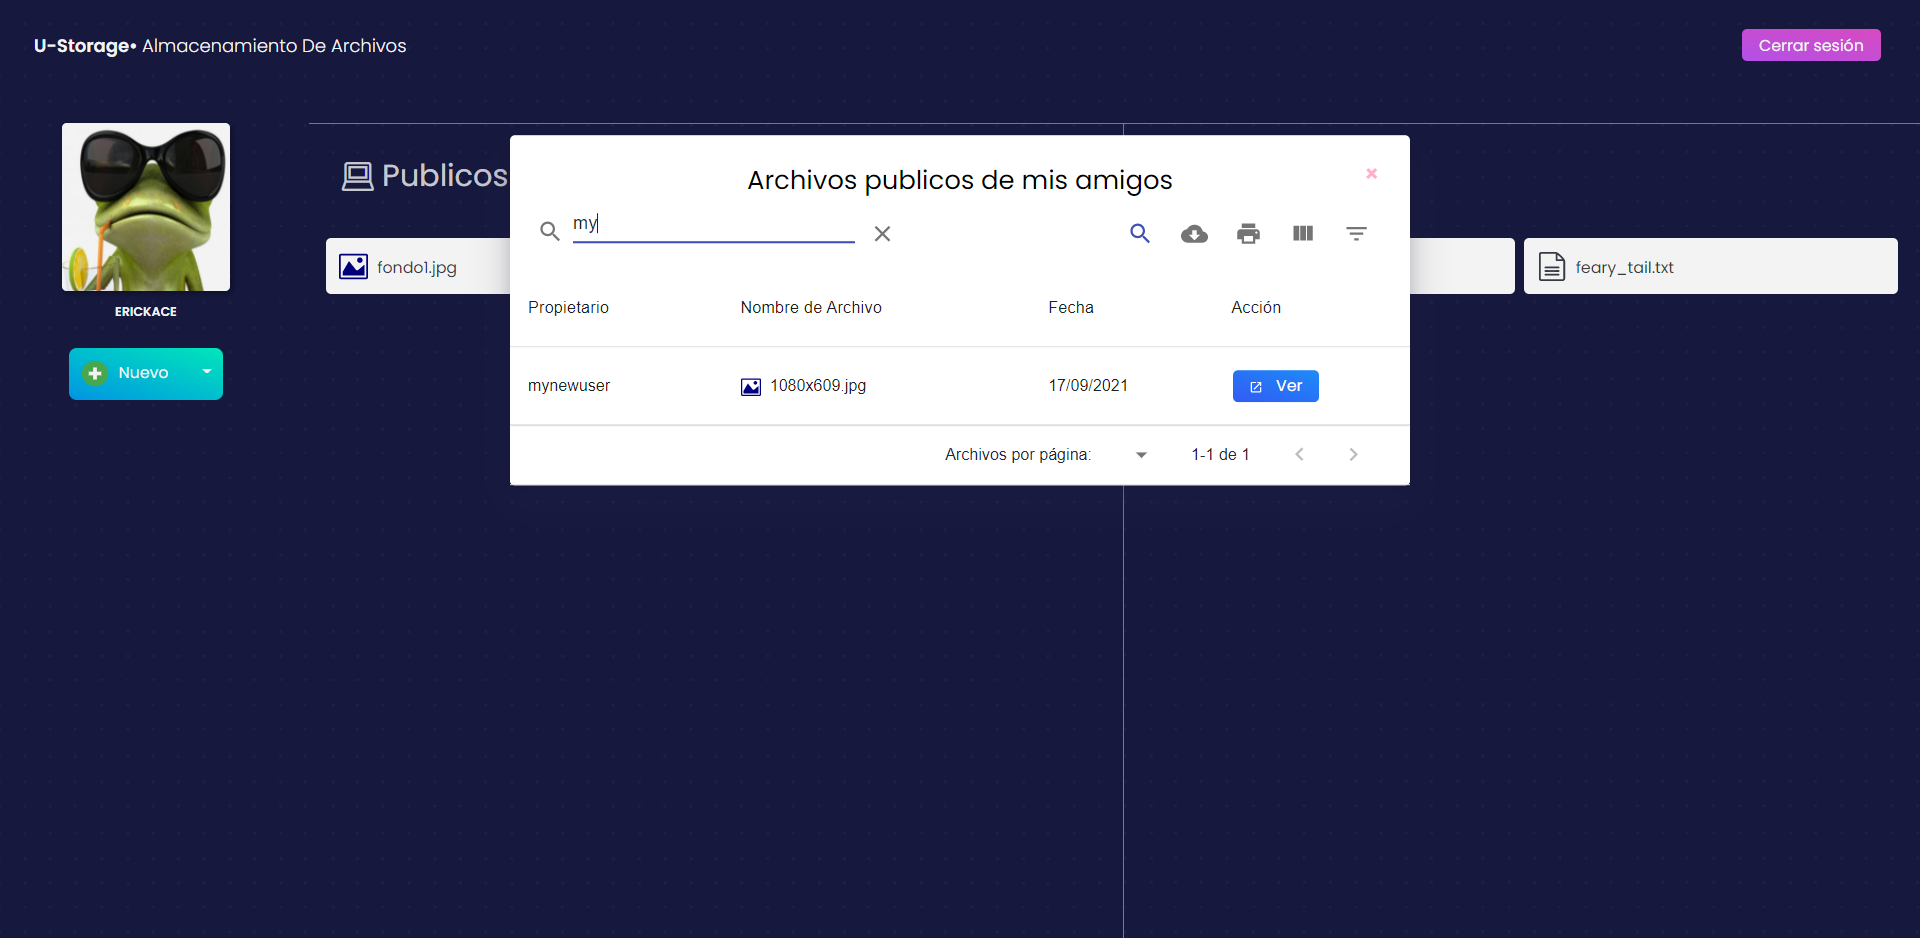 U-Storage• Almacenamiento De Archivos
Cerrar sesión
ERICKACE
Nuevo
Publicos
fondo1.jpg
feary_tail.txt
Archivos publicos de mis amigos
my
Propietario Nombre de Archivo Fecha Acción
mynewuser 1080x609.jpg 17/09/2021 Ver
Archivos por página: 1-1 de 1